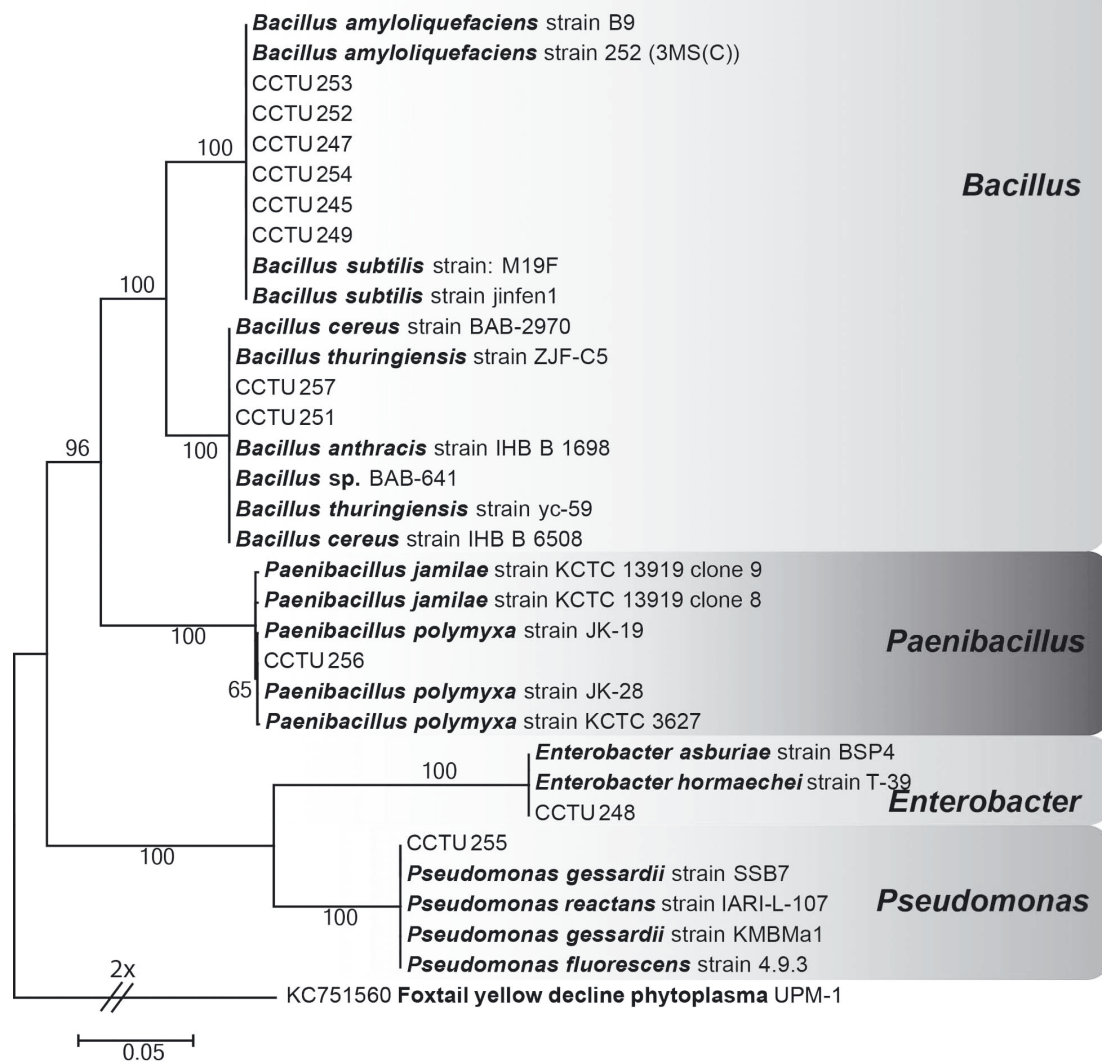 Bacillus amyloliquefaciens strain B9
Bacillus amyloliquefaciens strain 252 (3MS(C))
CCTU 253
CCTU 252
CCTU 247
100
CCTU 254
Bacillus
CCTU 245
CCTU 249
Bacillus subtilis strain: M19F
100
Bacillus subtilis strain jinfen1
Bacillus cereus strain BAB-2970
Bacillus thuringiensis strain ZJF-C5
CCTU 257
CCTU 251
96
100
Bacillus anthracis strain IHB B 1698
Bacillus sp. BAB-641
Bacillus thuringiensis strain yc-59
Bacillus cereus strain IHB B 6508
Paenibacillus jamilae strain KCTC 13919 clone 9
Paenibacillus jamilae strain KCTC 13919 clone 8
100
Paenibacillus polymyxa strain JK-19
Paenibacillus
CCTU 256
65
Paenibacillus polymyxa strain JK-28
Paenibacillus polymyxa strain KCTC 3627
Enterobacter asburiae strain BSP4
100
Enterobacter hormaechei strain T-39
Enterobacter
CCTU 248
CCTU 255
100
Pseudomonas gessardii strain SSB7
Pseudomonas reactans strain IARI-L-107
Pseudomonas
100
Pseudomonas gessardii strain KMBMa1
Pseudomonas fluorescens strain 4.9.3
2x
KC751560 Foxtail yellow decline phytoplasma UPM-1
0.05